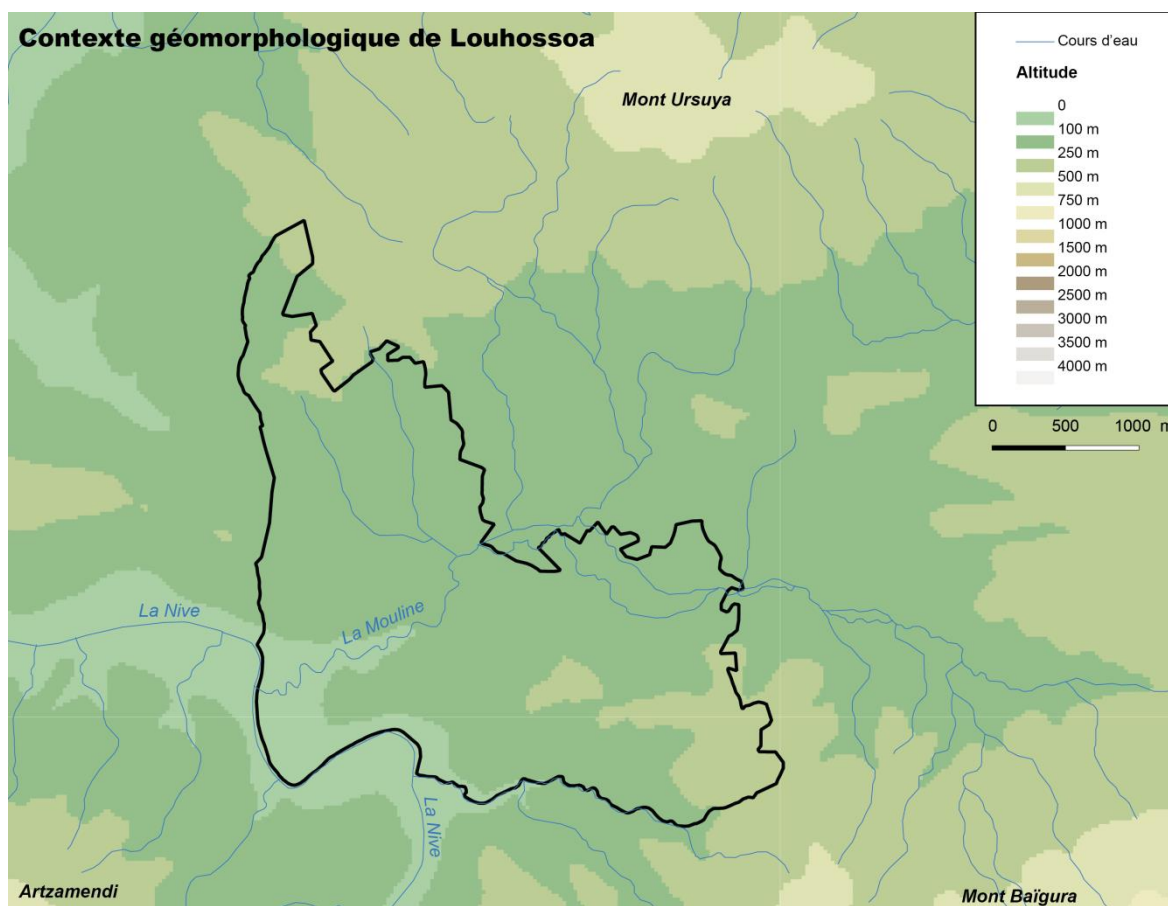 Contexte géomorphologique de Louhossoa
Mont Ursuya
Cours d'eau
Altitude
0
100 m
250 m
500 m
750 m
1000 m
1500 m
2000 m
2500 m
3000 m
3500 m
4000 m
0 500 1000 m
La Nive
La Mouline
La Nive
Artzamendi
Mont Baïgura